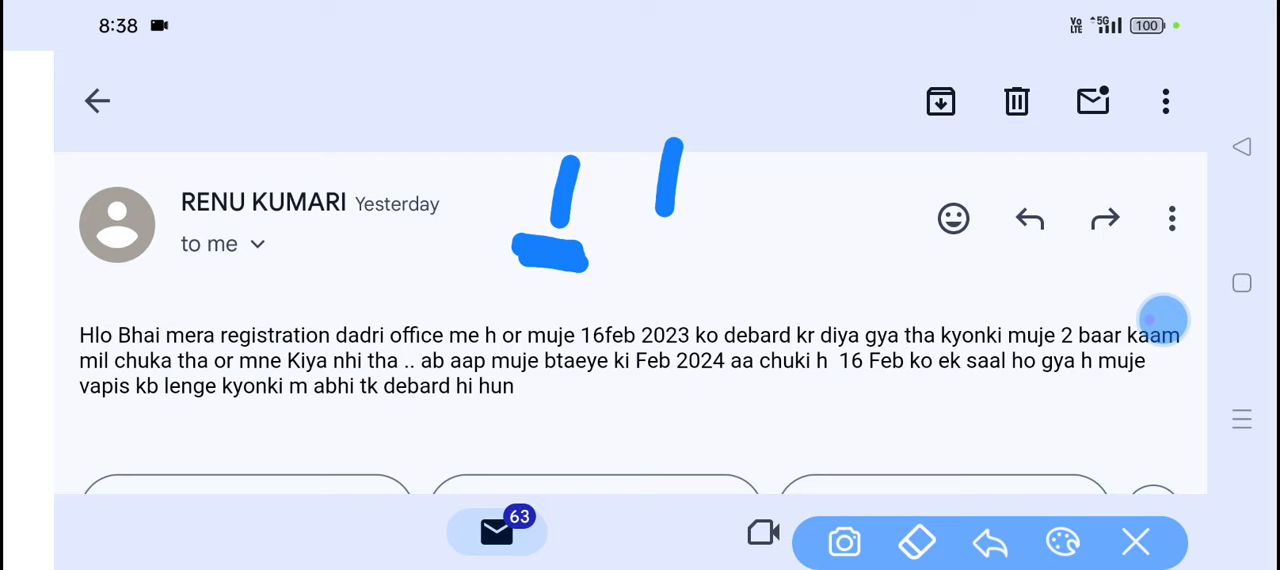 8:38
Vo LTE 5G 100
RENU KUMARI Yesterday
to me
Hlo Bhai mera registration dadri office me h or muje 16feb 2023 ko debard kr diya gya tha kyonki muje 2 baar kaam
mil chuka tha or mne Kiya nhi tha .. ab aap muje btaeye ki Feb 2024 aa chuki h 16 Feb ko ek saal ho gya h muje
vapis kb lenge kyonki m abhi tk debard hi hun
63